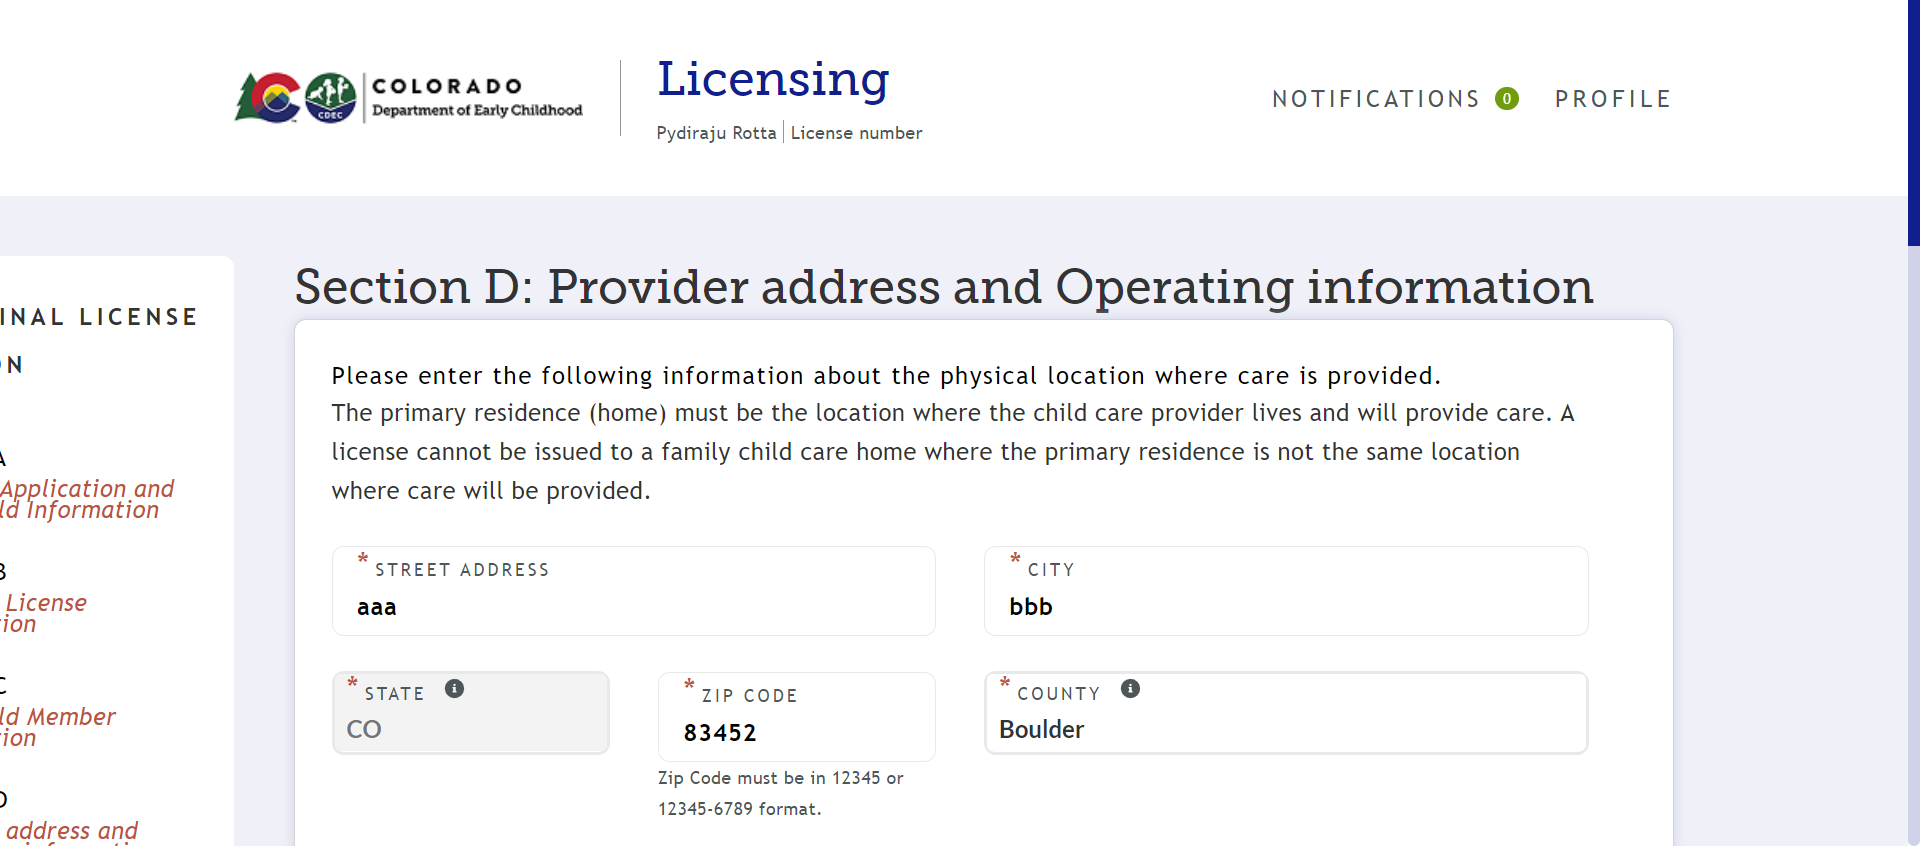 COLORADO
Department of Early Childhood
CDEC
Licensing
Pydiraju Rotta | License number
NOTIFICATIONS 0 PROFILE
INAL LICENSE
ON
A
Application and
ld Information
B
License
ion
C
ld Member
ion
D
address and
Section D: Provider address and Operating information
Please enter the following information about the physical location where care is provided.
The primary residence (home) must be the location where the child care provider lives and will provide care. A
license cannot be issued to a family child care home where the primary residence is not the same location
where care will be provided.
* STREET ADDRESS
aaa
* CITY
bbb
* STATE i
CO
* ZIP CODE
83452
Zip Code must be in 12345 or
12345-6789 format.
* COUNTY i
Boulder